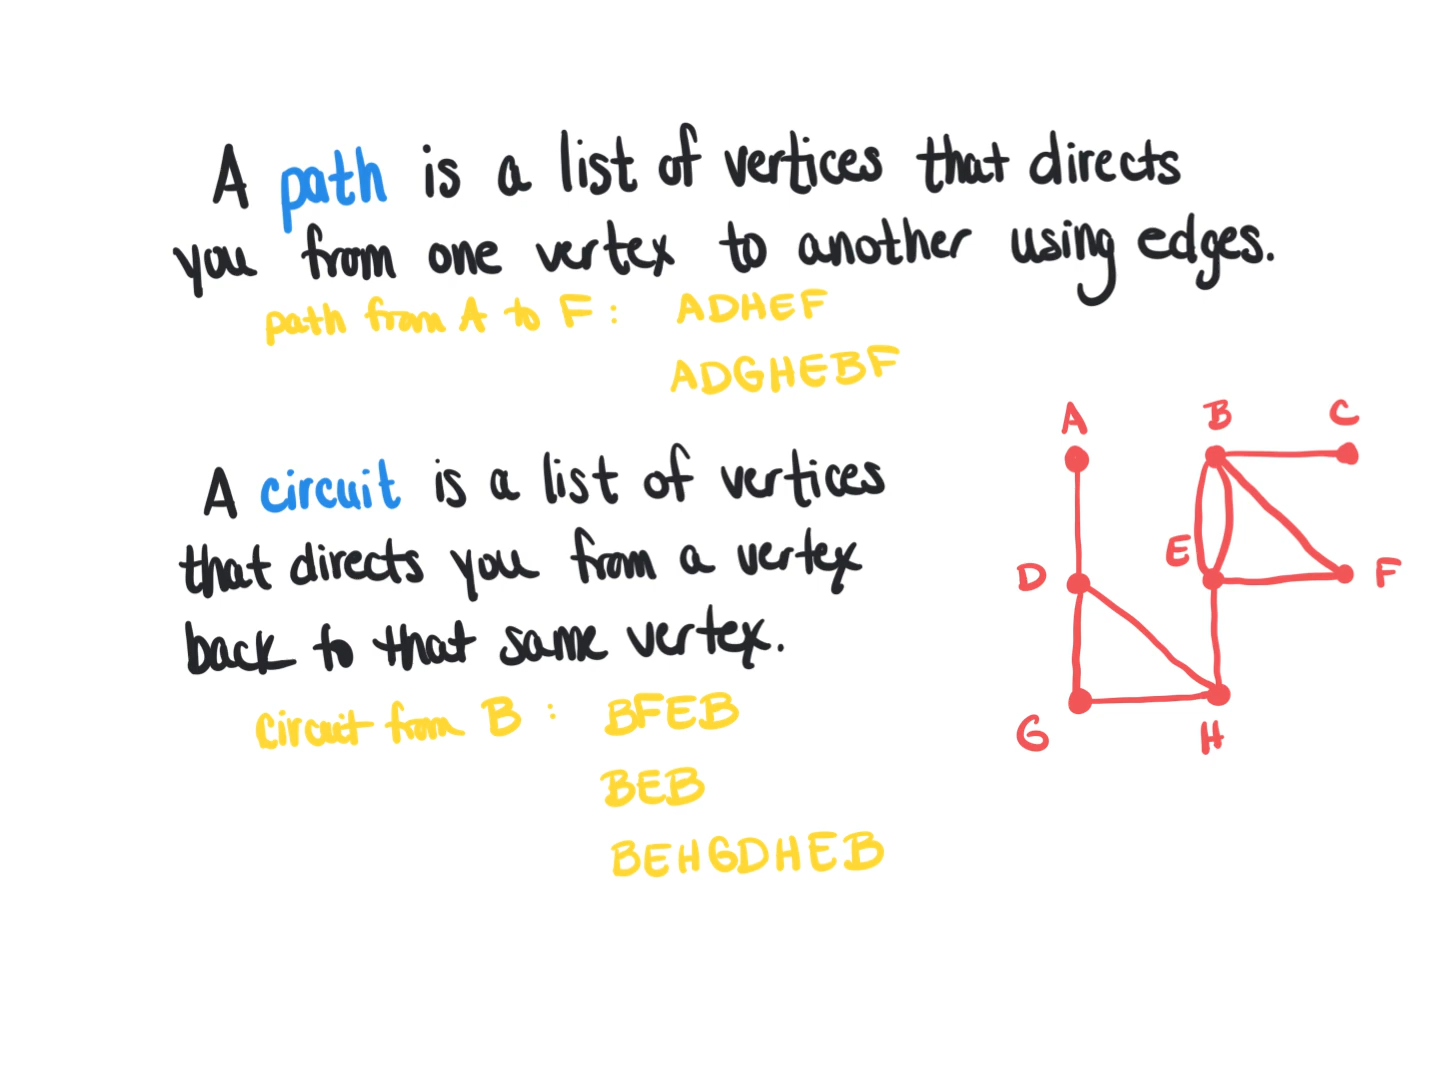 A path is a list of vertices that directs
you from one vertex to another using edges.
path from A to F: ADHEF
ADGHEBF
A circuit is a list of vertices
that directs you from a vertex
back to that same vertex.
circuit from B: BFEB
BEB
BEHGDHEB
A B C
D E F
G H